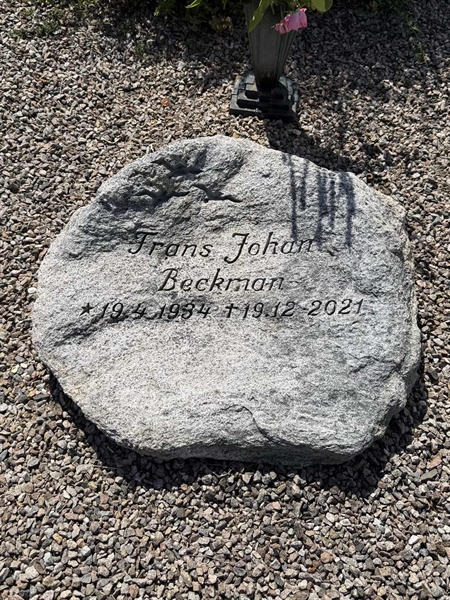 Frans Johan
Beckman
* 19.4.1934 † 19.12-2021